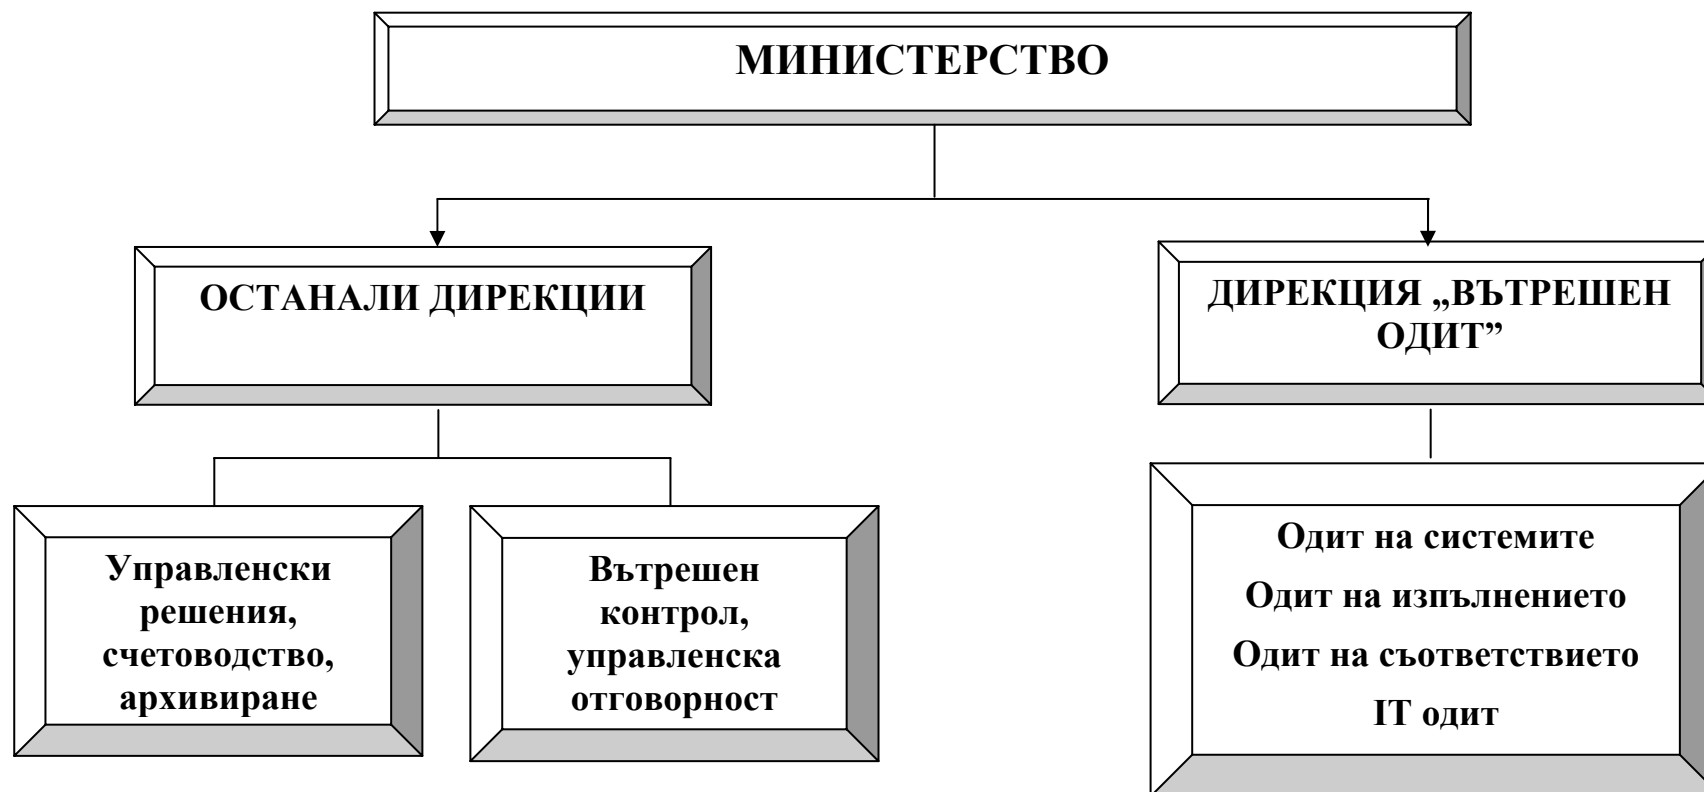 МИНИСТЕРСТВО
ОСТАНАЛИ ДИРЕКЦИИ
ДИРЕКЦИЯ „ВЪТРЕШЕН
ОДИТ”
Управленски
решения,
счетоводство,
архивиране
Вътрешен
контрол,
управленска
отговорност
Одит на системите
Одит на изпълнението
Одит на съответствието
IT одит